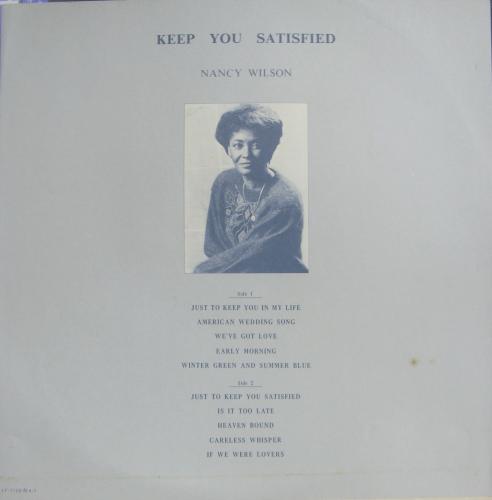 KEEP YOU SATISFIED
NANCY WILSON
Side 1
JUST TO KEEP YOU IN MY LIFE
AMERICAN WEDDING SONG
WE'VE GOT LOVE
EARLY MORNING
WINTER GREEN AND SUMMER BLUE
Side 2
JUST TO KEEP YOU SATISFIED
IS IT TOO LATE
HEAVEN BOUND
CARELESS WHISPER
IF WE WERE LOVERS